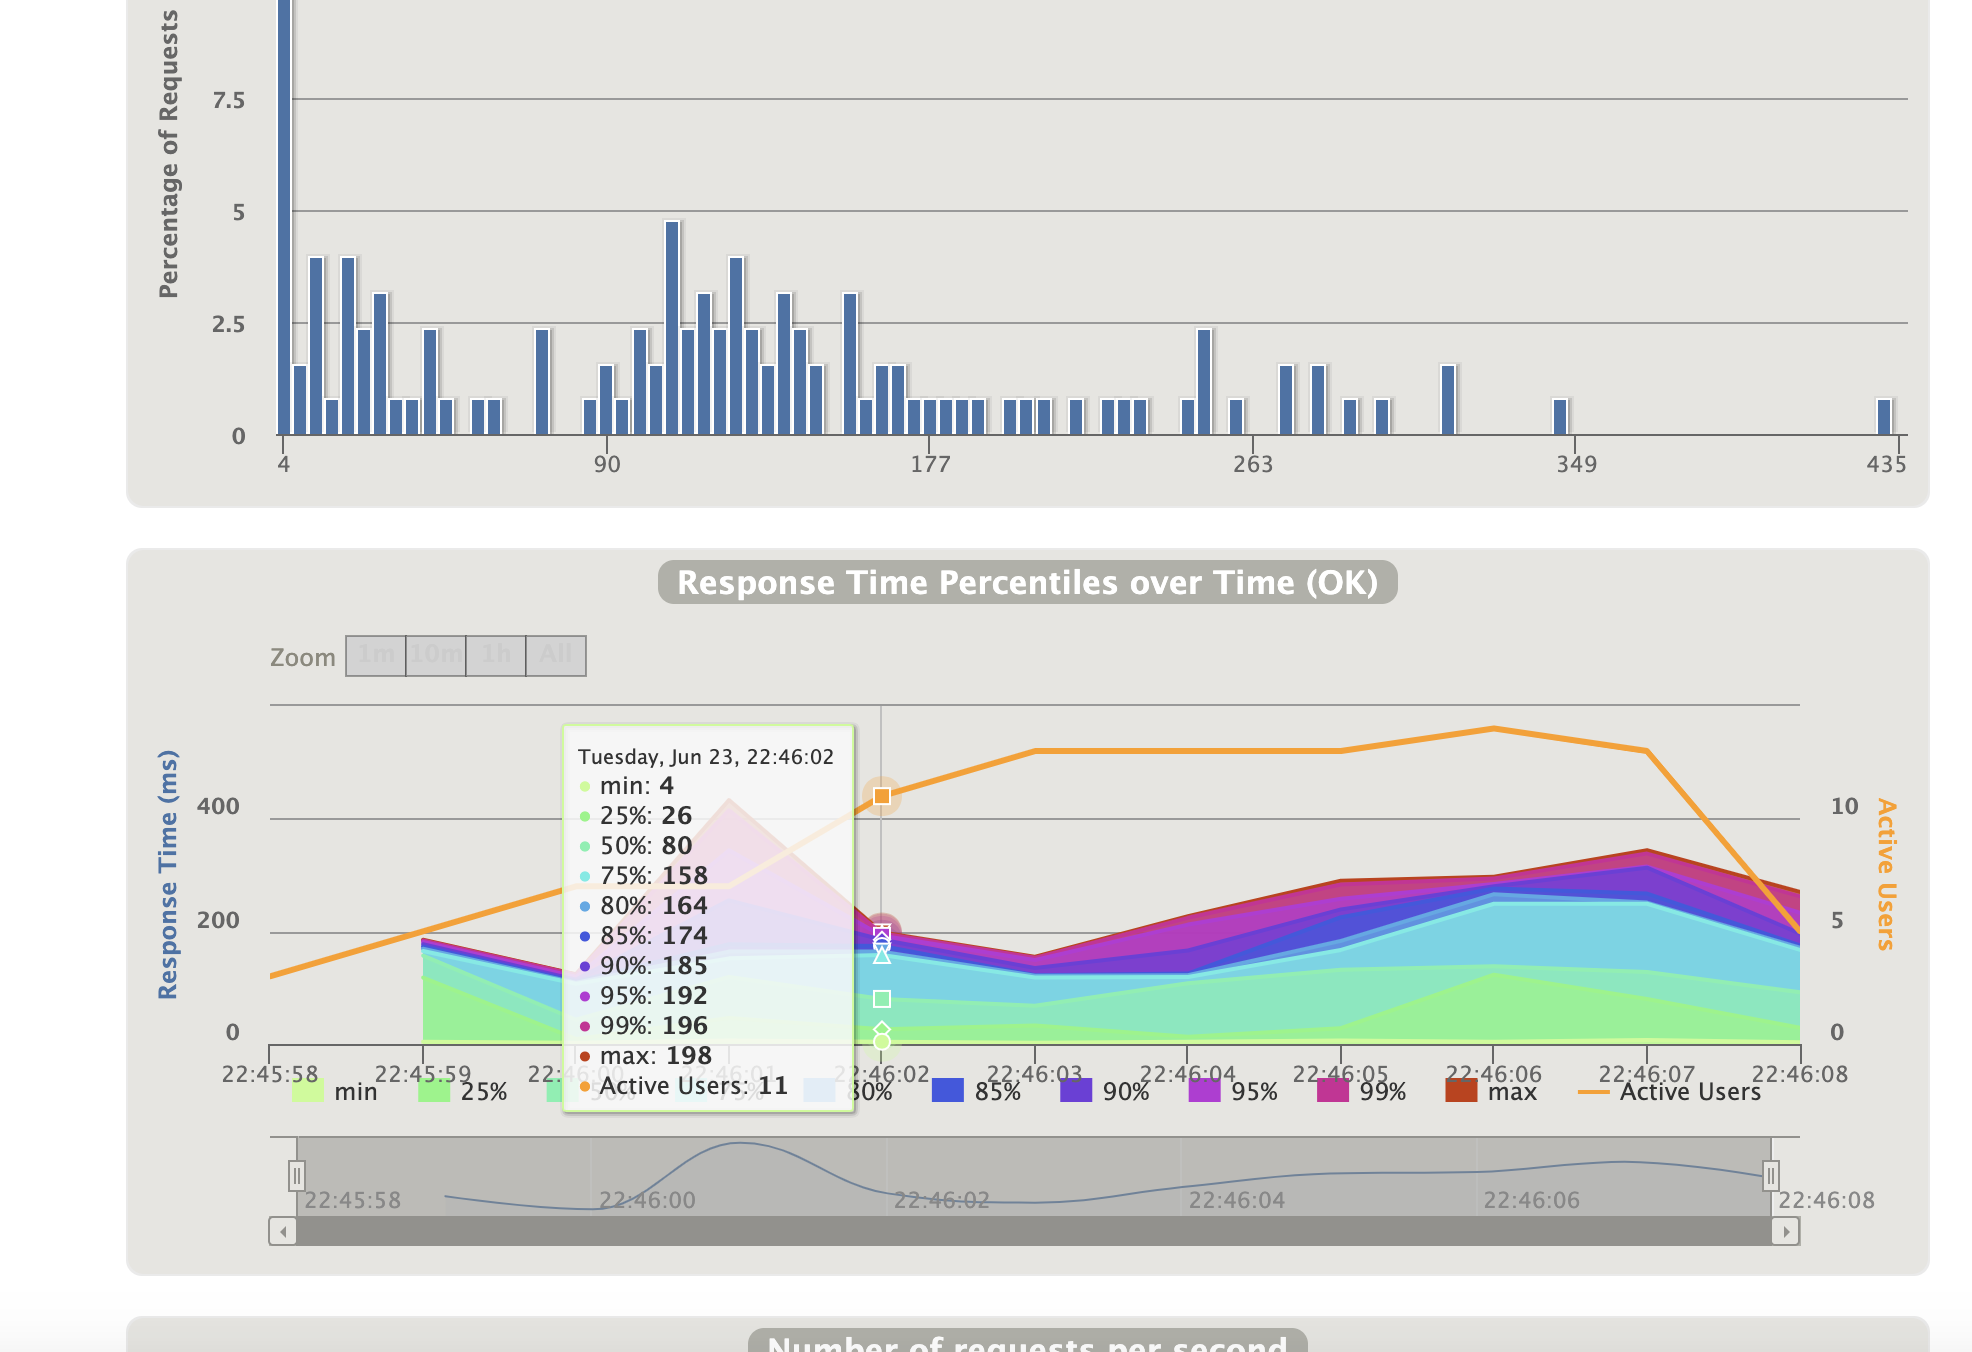 Percentage of Requests
7.5
5
2.5
0
4
90
177
263
349
435
Response Time Percentiles over Time (OK)
Zoom
1m
10m
1h
All
Response Time (ms)
400
200
0
10
5
0
Active Users
Tuesday, Jun 23, 22:46:02
min: 4
25%: 26
50%: 80
75%: 158
80%: 164
85%: 174
90%: 185
95%: 192
99%: 196
max: 198
Active Users: 11
22:45:58
22:45:59
22:46:00
22:46:01
22:46:02
22:46:03
22:46:04
22:46:05
22:46:06
22:46:07
22:46:08
min
25%
50%
75%
80%
85%
90%
95%
99%
max
Active Users
22:45:58
22:46:00
22:46:02
22:46:04
22:46:06
22:46:08
Number of requests per second